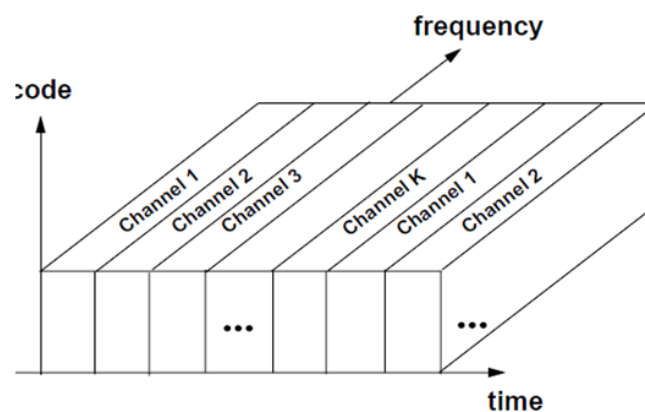 frequency
code
Channel 1
Channel 2
Channel 3
Channel K
Channel 1
Channel 2
...
...
time